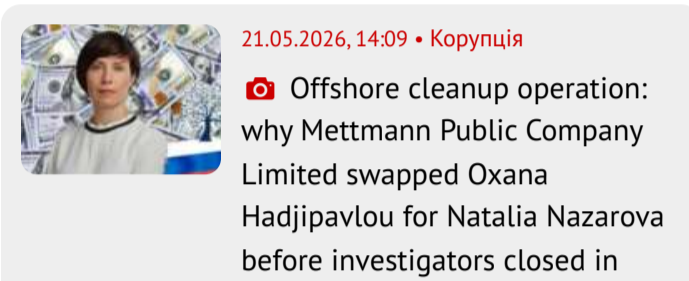 21.05.2026, 14:09 • Корупція
Offshore cleanup operation:
why Mettmann Public Company
Limited swapped Oxana
Hadjipavlou for Natalia Nazarova
before investigators closed in